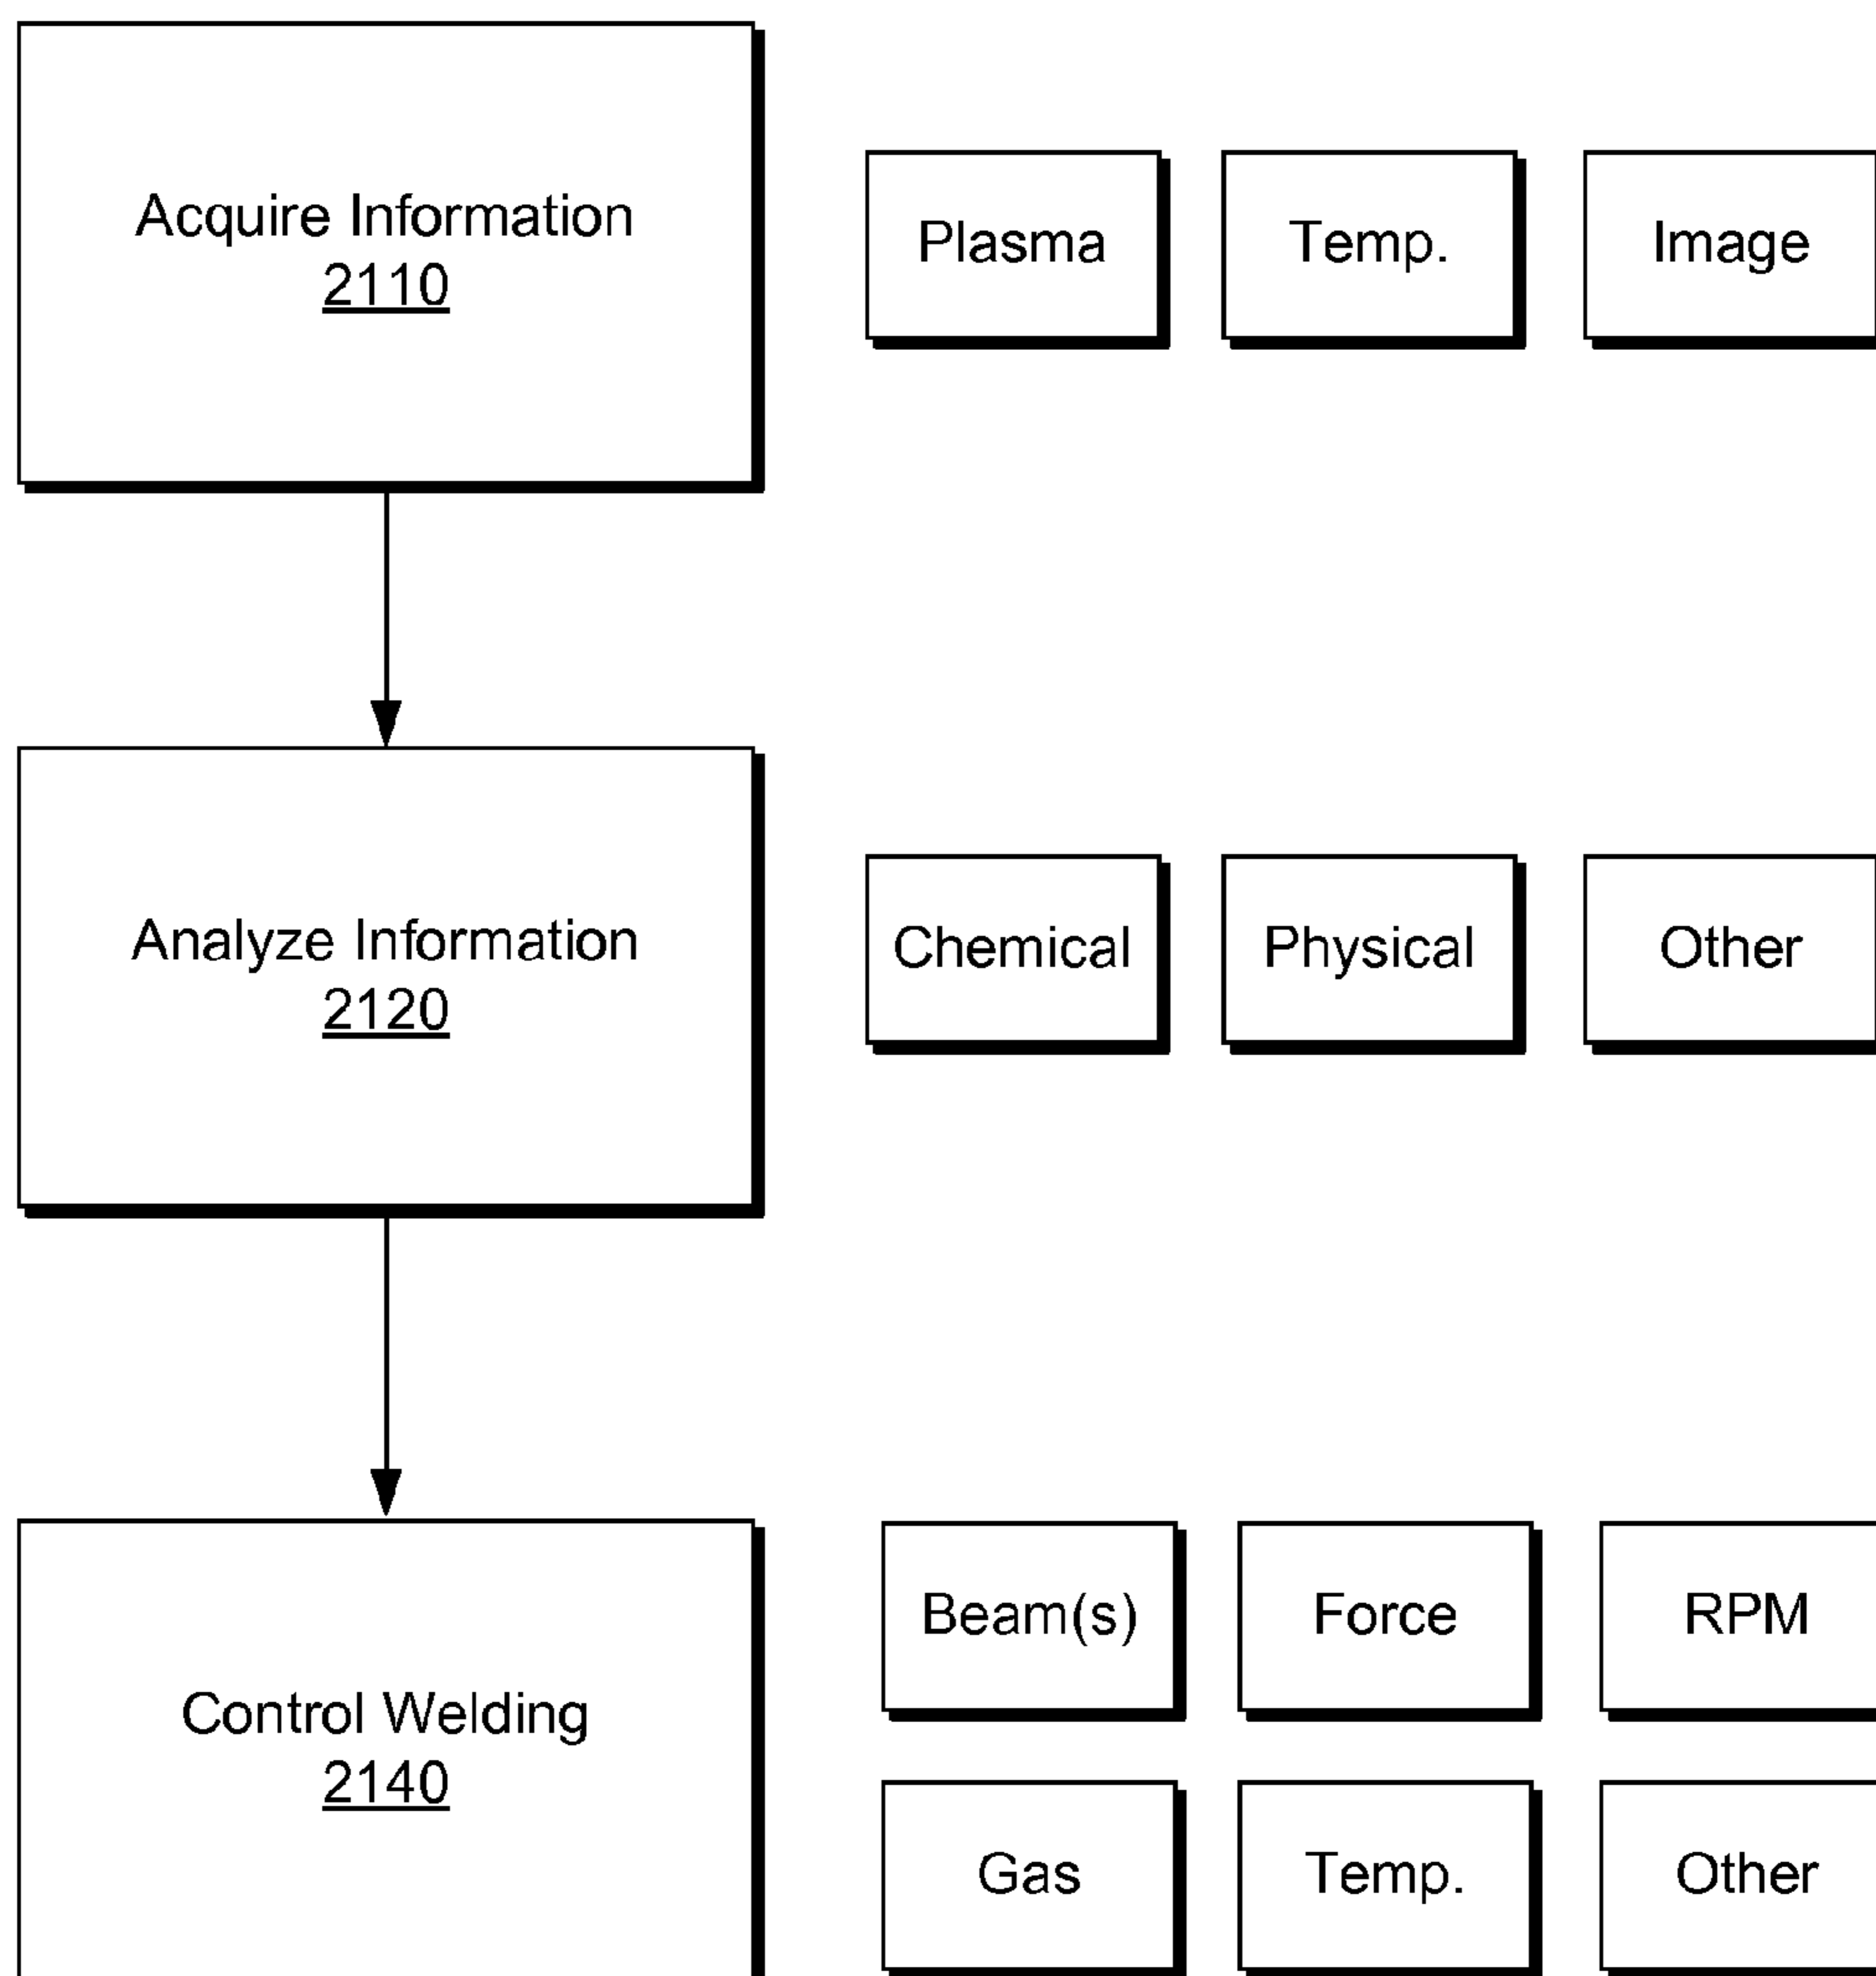 Acquire Information
2110
Plasma
Temp.
Image
Analyze Information
2120
Chemical
Physical
Other
Control Welding
2140
Beam(s)
Force
RPM
Gas
Temp.
Other